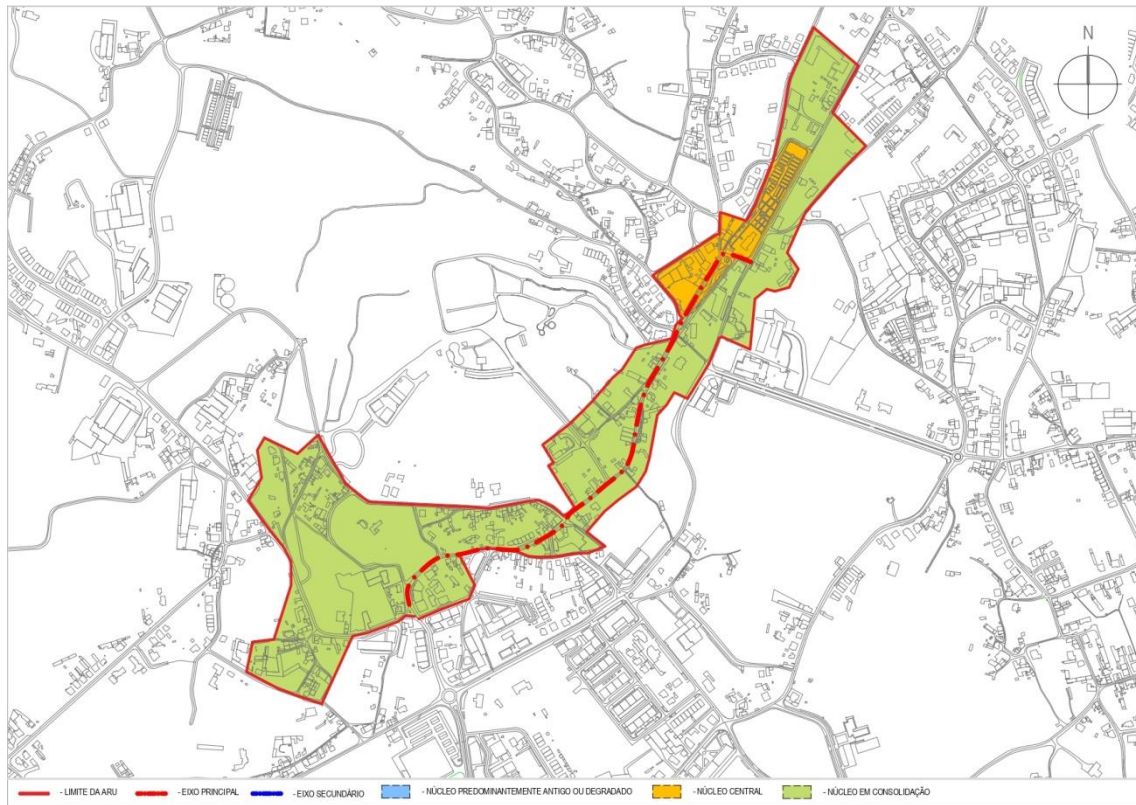 N
- LIMITE DA ARU - EIXO PRINCIPAL - EIXO SECUNDÁRIO - NÚCLEO PREDOMINANTEMENTE ANTIGO OU DEGRADADO - NÚCLEO CENTRAL - NÚCLEO EM CONSOLIDAÇÃO